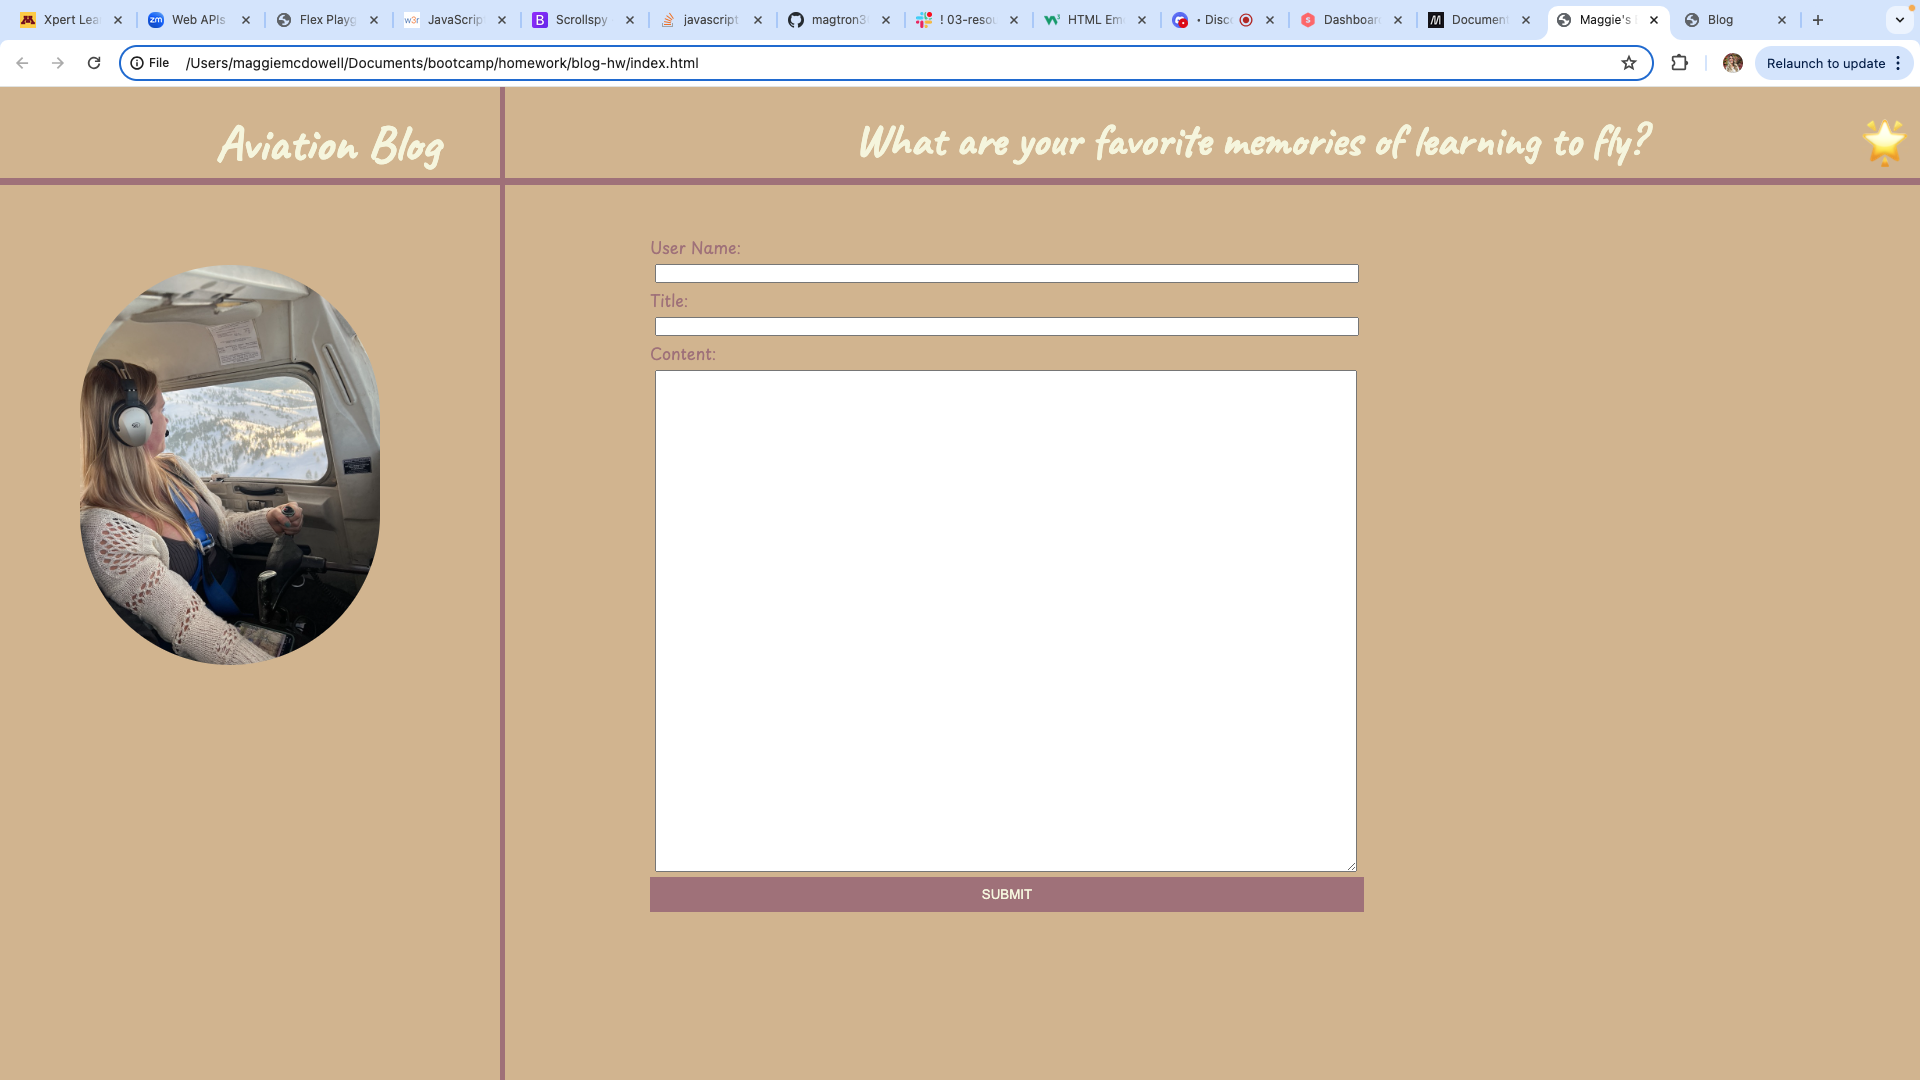 Xpert Lea
Web APIs
Flex Playg
w3r JavaScrip
B Scrollspy
javascript
magtron3
! 03-resou
HTML Em
• Disc
Dashboar
Document
Maggie's
Blog
File /Users/maggiemcdowell/Documents/bootcamp/homework/blog-hw/index.html
Relaunch to update
Aviation Blog
What are your favorite memories of learning to fly?
User Name:
Title:
Content:
SUBMIT